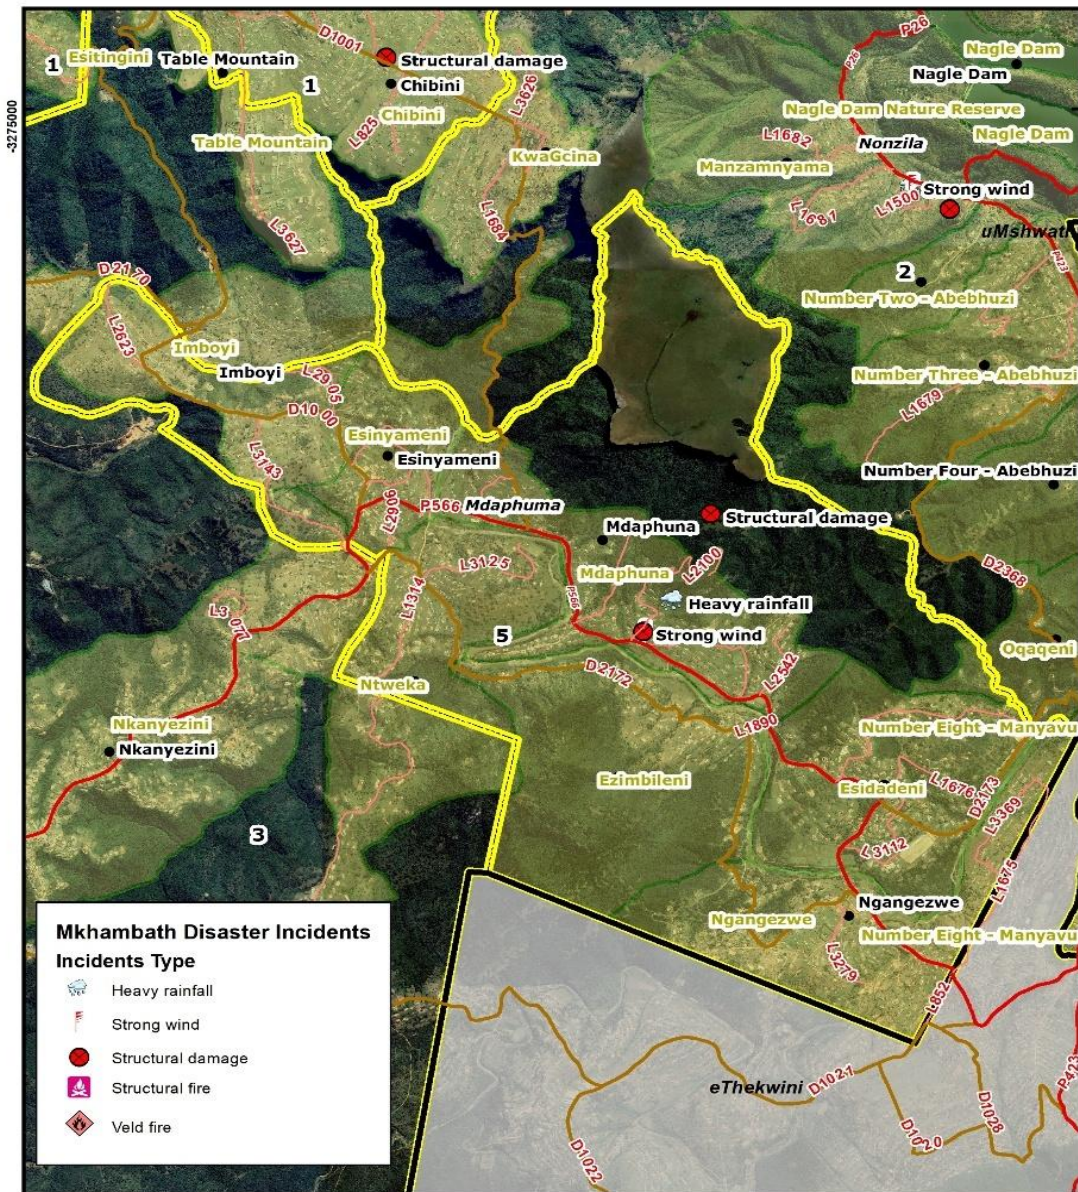 -3275000
Esitingini
1
Table Mountain
1
D1001
Structural damage
Chibini
Chibini
L825
L3626
Table Mountain
KwaGcina
L1684
L3627
P26
P26
Nagle Dam
Nagle Dam
Nagle Dam Nature Reserve
Nagle Dam
L1682
Nonzila
Manzamnyama
L1500
Strong wind
L1681
uMshwati
P423
2
Number Two - Abebhuzi
Number Three - Abebhuzi
L1679
Number Four - Abebhuzi
D2170
L2623
Imboyi
Imboyi
L2905
D1000
Esinyameni
Esinyameni
L3143
L2906
P566
Mdaphuma
Mdaphuna
Structural damage
Mdaphuna
L2100
D2368
L3125
P566
L1314
Heavy rainfall
Strong wind
5
L3077
Oqaqeni
L2542
D2172
Ntweka
L1890
Nkanyezini
Nkanyezini
Number Eight - Manyavu
Ezimbileni
Esidadeni
L1676
D2173
L3369
L3112
3
L1675
Ngangezwe
Ngangezwe
Number Eight - Manyavu
L3279
L852
Mkhambath Disaster Incidents
Incidents Type
Heavy rainfall
Strong wind
Structural damage
Structural fire
Veld fire
eThekwini
D1021
P423
D1028
D1020
D1022